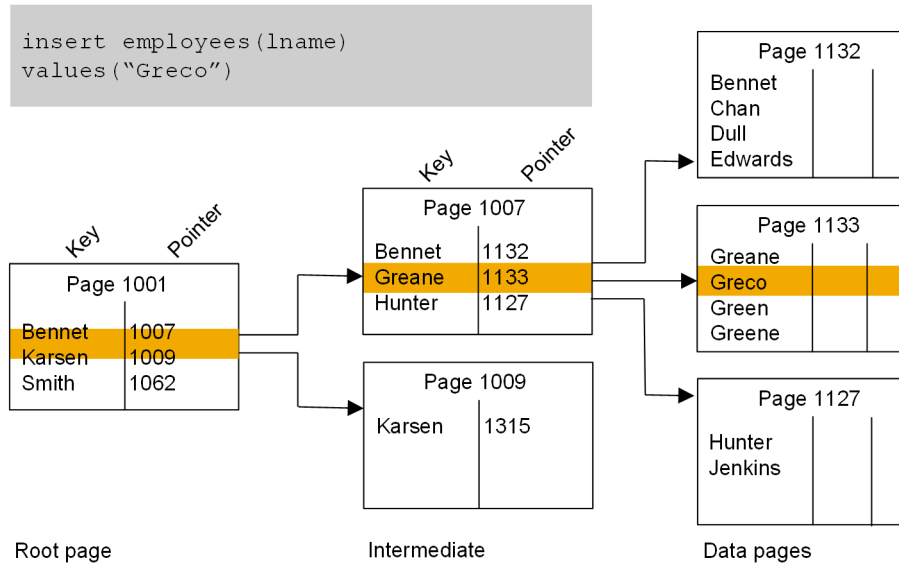 insert employees(lname)
values(“Greco”)
Key
Pointer
Page 1001
Bennet 1007
Karsen 1009
Smith 1062
Root page
Key
Pointer
Page 1007
Bennet 1132
Greane 1133
Hunter 1127
Page 1009
Karsen 1315
Intermediate
Page 1132
Bennet
Chan
Dull
Edwards
Page 1133
Greane
Greco
Green
Greene
Page 1127
Hunter
Jenkins
Data pages